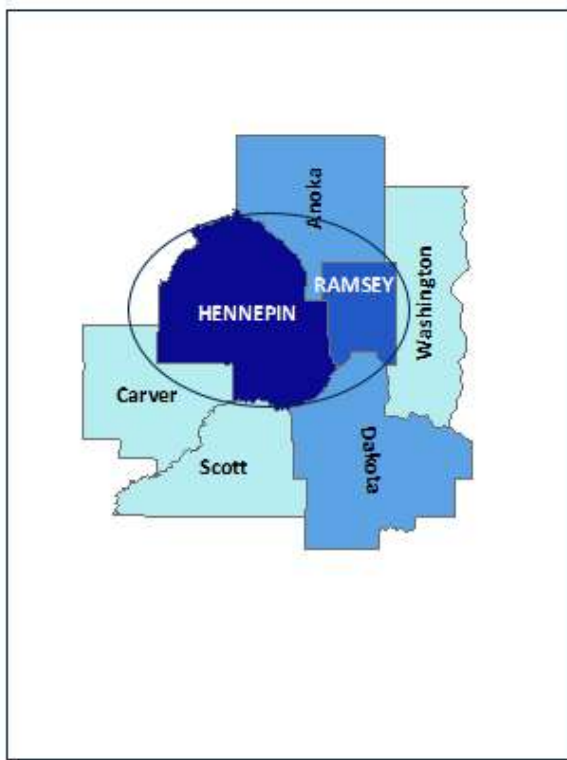 Anoka
RAMSEY
HENNEPIN
Washington
Carver
Dakota
Scott